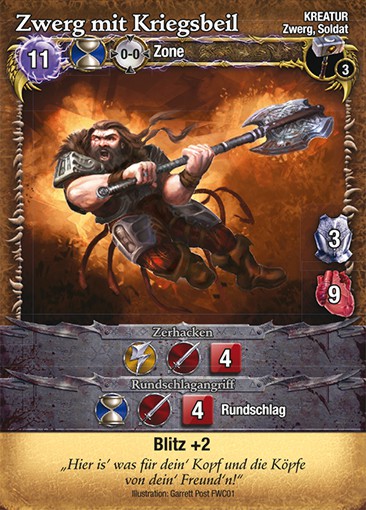 Zwerg mit Kriegsbeil
KREATUR
Zwerg, Soldat
11
0-0
Zone
3
3
9
Zerhacken
4
Rundschlagangriff
4 Rundschlag
Blitz +2
„Hier is' was für dein' Kopf und die Köpfe
von dein' Freund'n!“
Illustration: Garrett Post FWC01